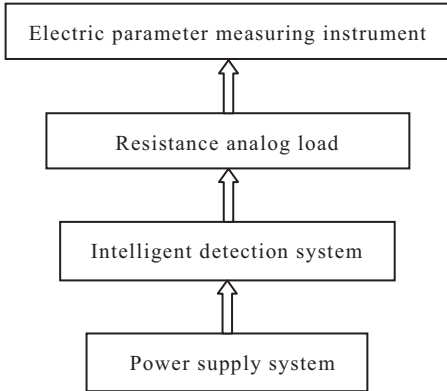 Electric parameter measuring instrument
Resistance analog load
Intelligent detection system
Power supply system